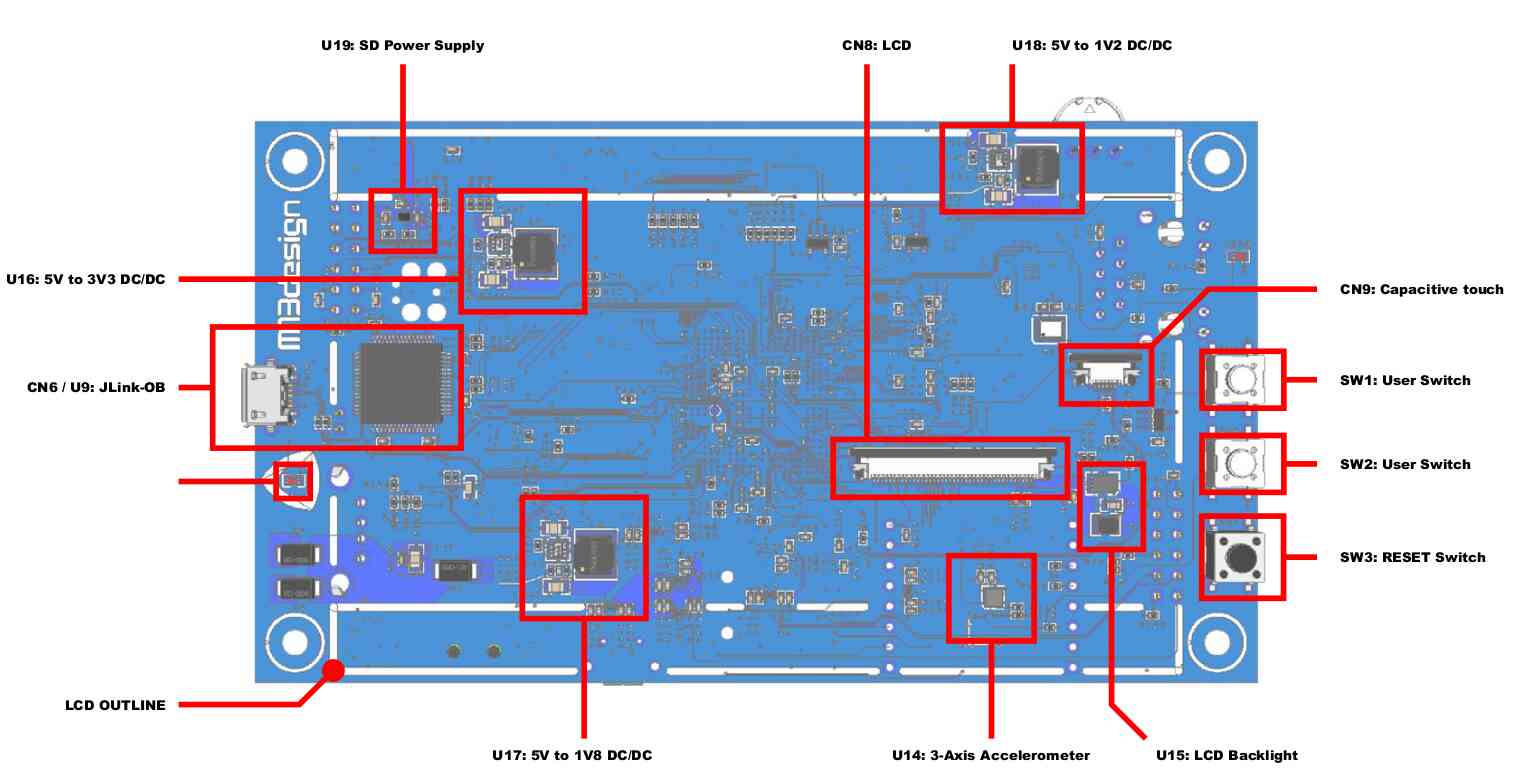 U19: SD Power Supply
CN8: LCD
U18: 5V to 1V2 DC/DC
m3design
U16: 5V to 3V3 DC/DC
CN9: Capacitive touch
CN6 / U9: JLink-OB
SW1: User Switch
SW2: User Switch
SW3: RESET Switch
LCD OUTLINE
U17: 5V to 1V8 DC/DC
U14: 3-Axis Accelerometer
U15: LCD Backlight